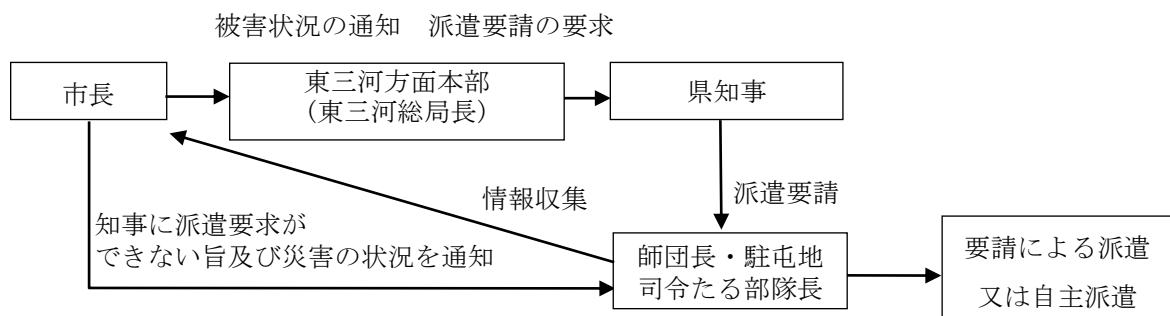 被害状況の通知　派遣要請の要求
市長
東三河方面本部
（東三河総局長）
県知事
情報収集
派遣要請
知事に派遣要求が
できない旨及び災害の状況を通知
師団長・駐屯地
司令たる部隊長
要請による派遣
又は自主派遣